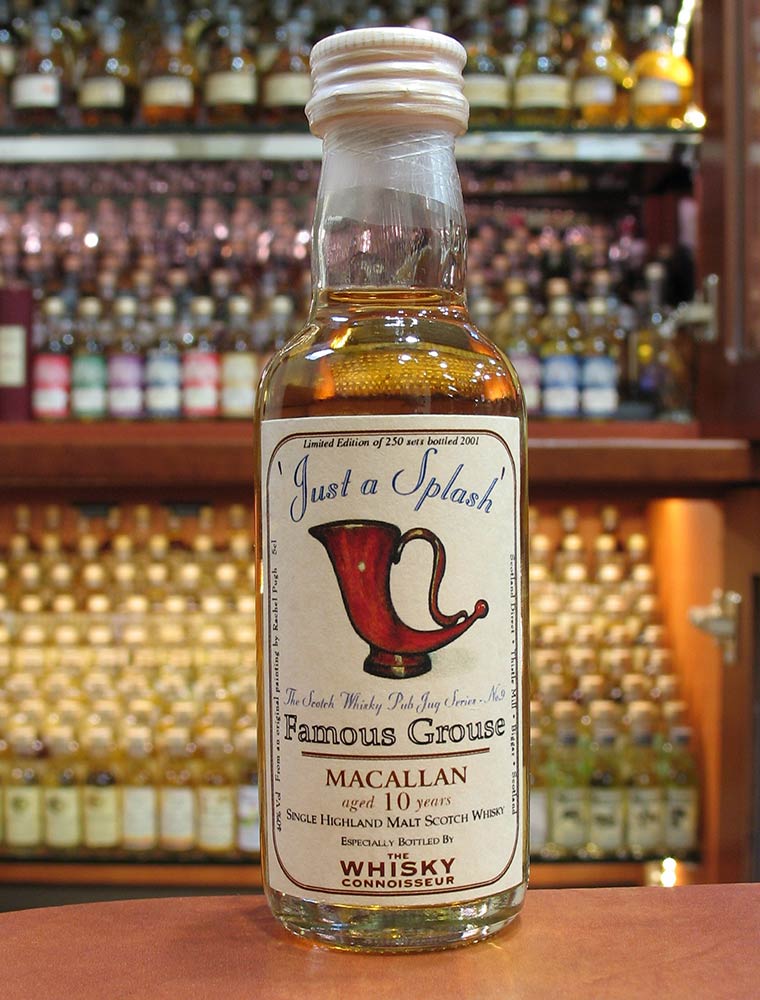 Limited Edition of 250 sets bottled 2001
'Just a Splash'
The Scotch Whisky Pub Jug Series - No.9
Famous Grouse
MACALLAN
aged 10 years
SINGLE HIGHLAND MALT SCOTCH WHISKY
ESPECIALLY BOTTLED BY
THE
WHISKY
CONNOISSEUR
40% Vol From an original painting by Rachel Pugh 5cl
Scotland Direct • Thistle Mill • Biggar • Scotland